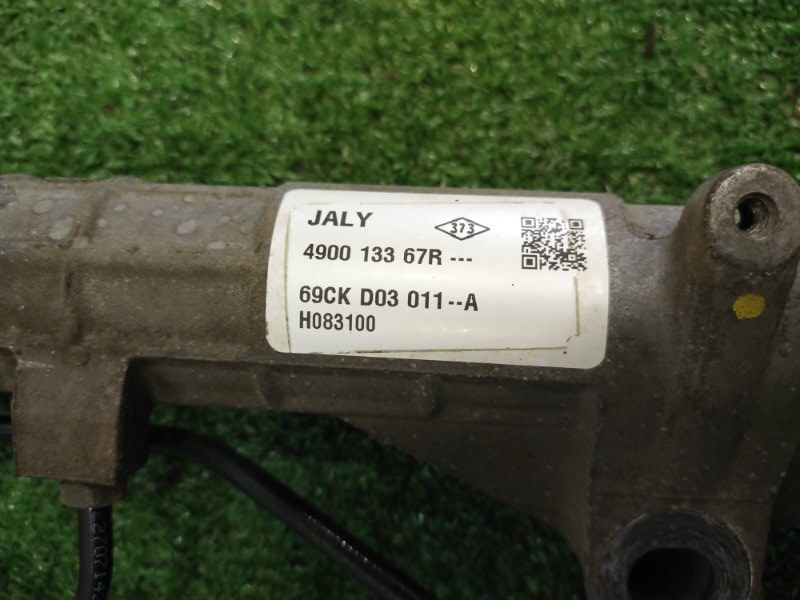 JALY
373
4900 133 67R ---
69CK D03 011--A
H083100